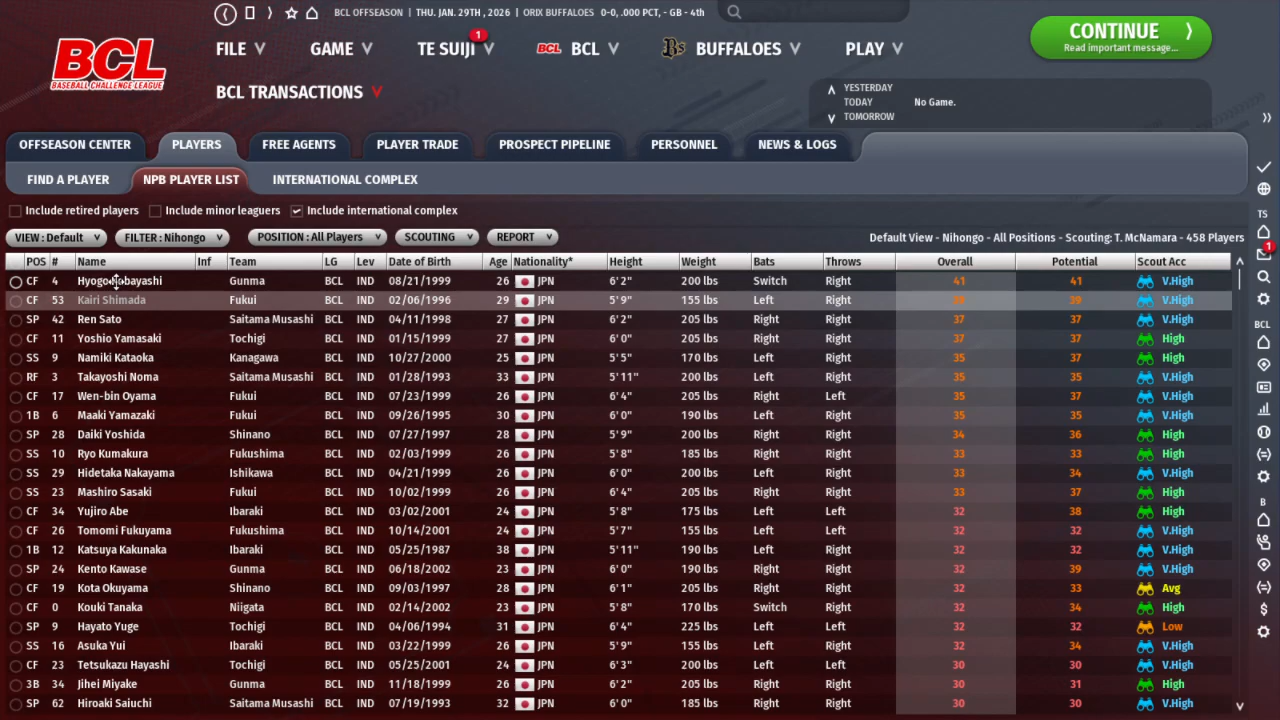 BCL OFFSEASON | THU. JAN. 29TH , 2026 | ORIX BUFFALOES 0-0, .000 PCT, - GB - 4th
BCL
BASEBALL CHALLENGE LEAGUE
FILE GAME TE SUIJI 1 BCL BCL Bs BUFFALOES PLAY
CONTINUE
Read important message...
BCL TRANSACTIONS
YESTERDAY
TODAY No Game.
TOMORROW
OFFSEASON CENTER PLAYERS FREE AGENTS PLAYER TRADE PROSPECT PIPELINE PERSONNEL NEWS & LOGS
FIND A PLAYER NPB PLAYER LIST INTERNATIONAL COMPLEX
Include retired players Include minor leaguers Include international complex
VIEW : Default FILTER : Nihongo POSITION : All Players SCOUTING REPORT Default View - Nihongo - All Positions - Scouting: T. McNamara - 458 Players
POS # Name Inf Team LG Lev Date of Birth Age Nationality* Height Weight Bats Throws Overall Potential Scout Acc
CF 4 Hyogo Kobayashi Gunma BCL IND 08/21/1999 26 JPN 6' 2" 205 lbs Switch Right 41 41 V.High
CF 53 Kairi Shimada Fukui BCL IND 02/06/1996 29 JPN 5' 9" 155 lbs Left Right 39 V.High
SP 42 Ren Sato Saitama Musashi BCL IND 04/11/1998 27 JPN 6' 2" 205 lbs Right Right 37 37 V.High
CF 11 Yoshio Yamasaki Tochigi BCL IND 01/15/1999 27 JPN 6' 0" 205 lbs Right Right 37 37 High
SS 9 Namiki Kataoka Kanagawa BCL IND 10/27/2000 25 JPN 5' 5" 170 lbs Left Right 35 37 High
RF 3 Takayoshi Noma Saitama Musashi BCL IND 01/28/1993 33 JPN 5' 11" 200 lbs Left Right 35 35 V.High
CF 17 Wen-bin Oyama Fukui BCL IND 07/23/1999 26 JPN 6' 4" 205 lbs Right Left 35 37 V.High
1B 6 Maaki Yamazaki Fukui BCL IND 09/26/1995 30 JPN 6' 0" 190 lbs Left Right 35 35 V.High
SP 28 Daiki Yoshida Shinano BCL IND 07/27/1997 28 JPN 5' 9" 200 lbs Right Right 34 36 High
SS 10 Ryo Kumakura Fukushima BCL IND 02/03/1999 26 JPN 5' 8" 185 lbs Right Right 33 33 High
SS 29 Hidetaka Nakayama Ishikawa BCL IND 04/21/1999 26 JPN 6' 0" 200 lbs Left Right 33 34 V.High
SS 23 Mashiro Sasaki Fukui BCL IND 10/02/1999 26 JPN 6' 4" 205 lbs Right Right 33 37 High
CF 34 Yujiro Abe Ishikawa BCL IND 03/02/2001 24 JPN 5' 8" 175 lbs Left Left 32 38 High
CF 26 Tomomi Fukuyama Fukushima BCL IND 10/14/2001 24 JPN 5' 7" 155 lbs Left Left 32 32 V.High
1B 12 Katsuya Kakunaka Ibaraki BCL IND 05/25/1987 38 JPN 5' 11" 190 lbs Left Right 32 32 V.High
SP 24 Kento Kawase Gunma BCL IND 06/18/2002 23 JPN 6' 0" 190 lbs Right Right 32 39 V.High
CF 19 Kota Okuyama Shinano BCL IND 09/03/1997 28 JPN 6' 1" 205 lbs Right Right 32 33 Avg
CF 0 Kouki Tanaka Niigata BCL IND 02/14/2002 23 JPN 5' 8" 170 lbs Switch Right 32 34 High
SP 9 Hayato Yuge Tochigi BCL IND 04/06/1994 31 JPN 6' 4" 225 lbs Left Left 32 32 Low
SS 16 Asuka Yui Ibaraki BCL IND 03/22/1999 26 JPN 5' 9" 155 lbs Left Right 32 34 V.High
CF 23 Tetsukazu Hayashi Tochigi BCL IND 05/25/2001 24 JPN 6' 3" 200 lbs Left Left 30 30 V.High
3B 34 Jihei Miyake Gunma BCL IND 11/18/1999 26 JPN 6' 2" 205 lbs Right Right 30 31 High
SP 62 Hiroaki Saiuchi Saitama Musashi BCL IND 07/19/1993 32 JPN 6' 0" 185 lbs Right Right 30 30 V.High
TS
1
BCL
B